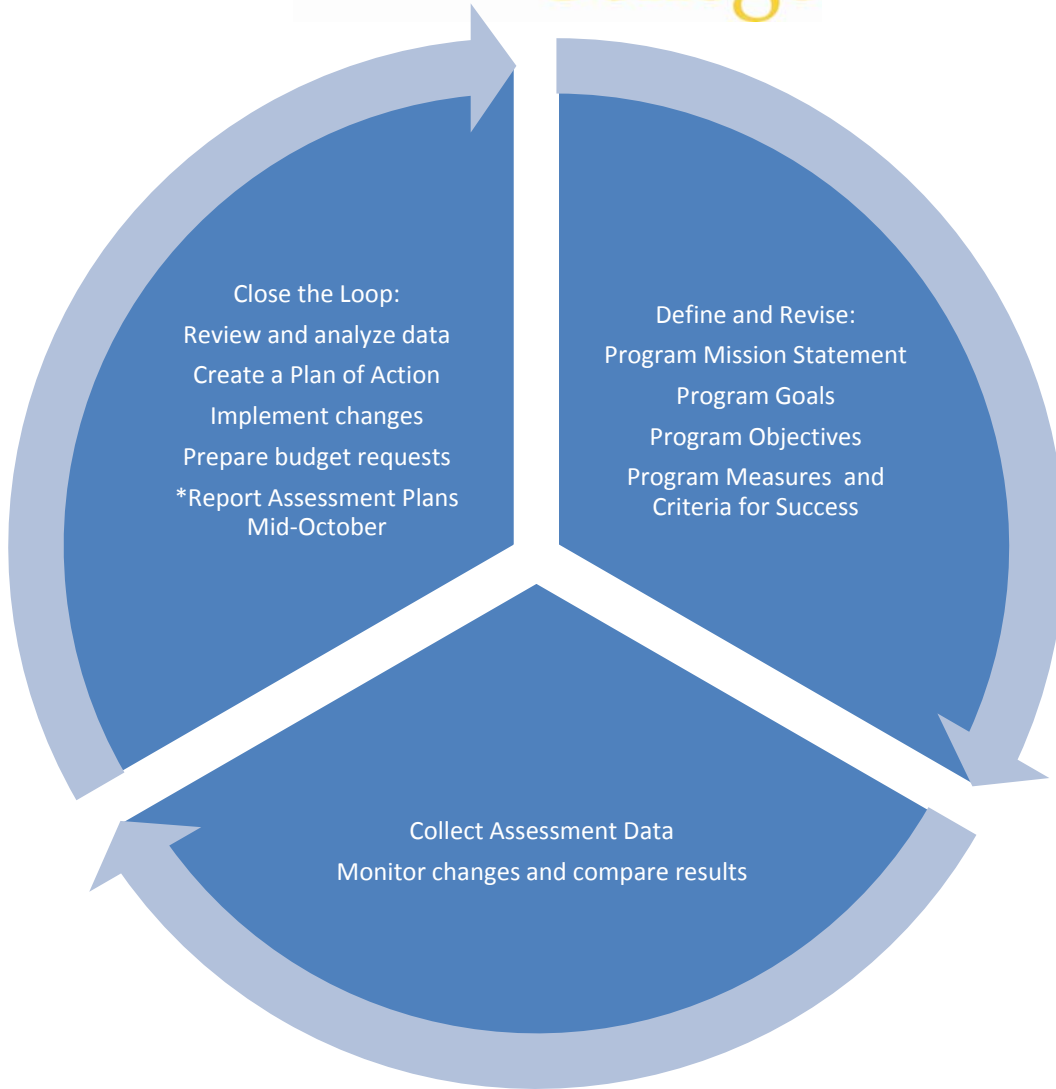 Close the Loop:
Review and analyze data
Create a Plan of Action
Implement changes
Prepare budget requests
*Report Assessment Plans
Mid-October
Define and Revise:
Program Mission Statement
Program Goals
Program Objectives
Program Measures and
Criteria for Success
Collect Assessment Data
Monitor changes and compare results